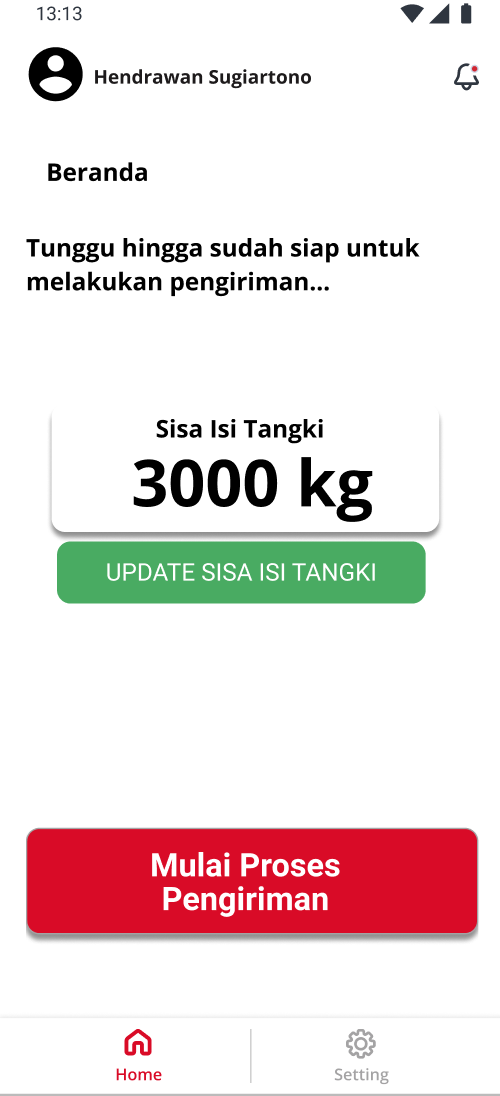 13:13
Hendrawan Sugiartono
Beranda
Tunggu hingga sudah siap untuk
melakukan pengiriman...
Sisa Isi Tangki
3000 kg
UPDATE SISA ISI TANGKI
Mulai Proses
Pengiriman
Home
Setting